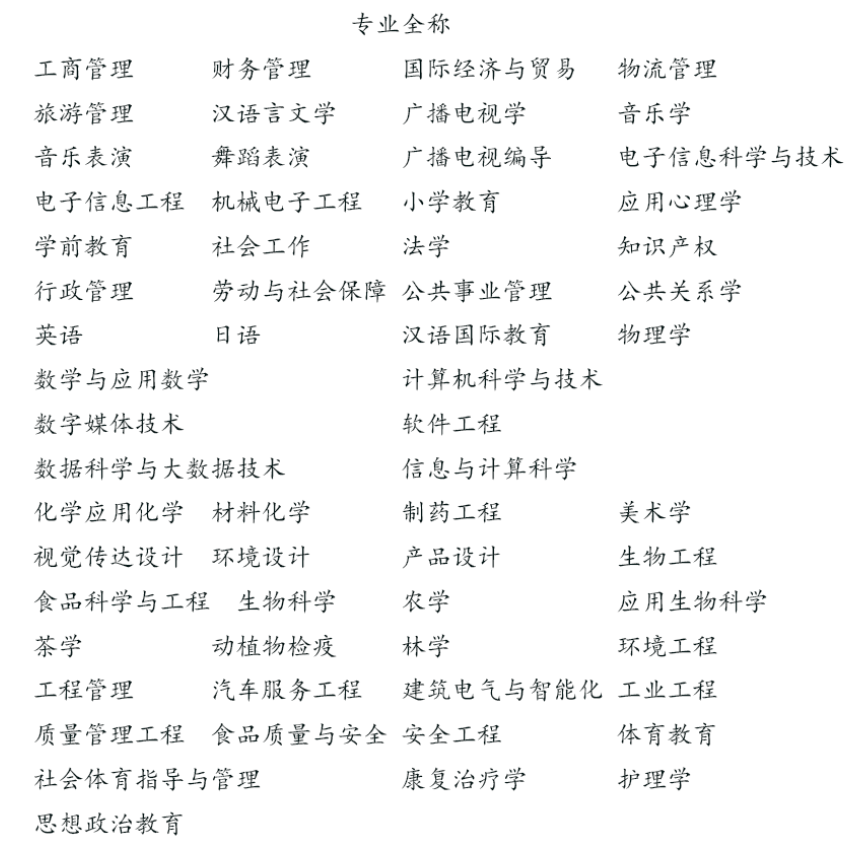 专业全称
工商管理 财务管理 国际经济与贸易 物流管理
旅游管理 汉语言文学 广播电视学 音乐学
音乐表演 舞蹈表演 广播电视编导 电子信息科学与技术
电子信息工程 机械电子工程 小学教育 应用心理学
学前教育 社会工作 法学 知识产权
行政管理 劳动与社会保障 公共事业管理 公共关系学
英语 日语 汉语国际教育 物理学
数学与应用数学 计算机科学与技术
数字媒体技术 软件工程
数据科学与大数据技术 信息与计算科学
化学应用化学 材料化学 制药工程 美术学
视觉传达设计 环境设计 产品设计 生物工程
食品科学与工程 生物科学 农学 应用生物科学
茶学 动植物检疫 林学 环境工程
工程管理 汽车服务工程 建筑电气与智能化 工业工程
质量管理工程 食品质量与安全 安全工程 体育教育
社会体育指导与管理 康复治疗学 护理学
思想政治教育